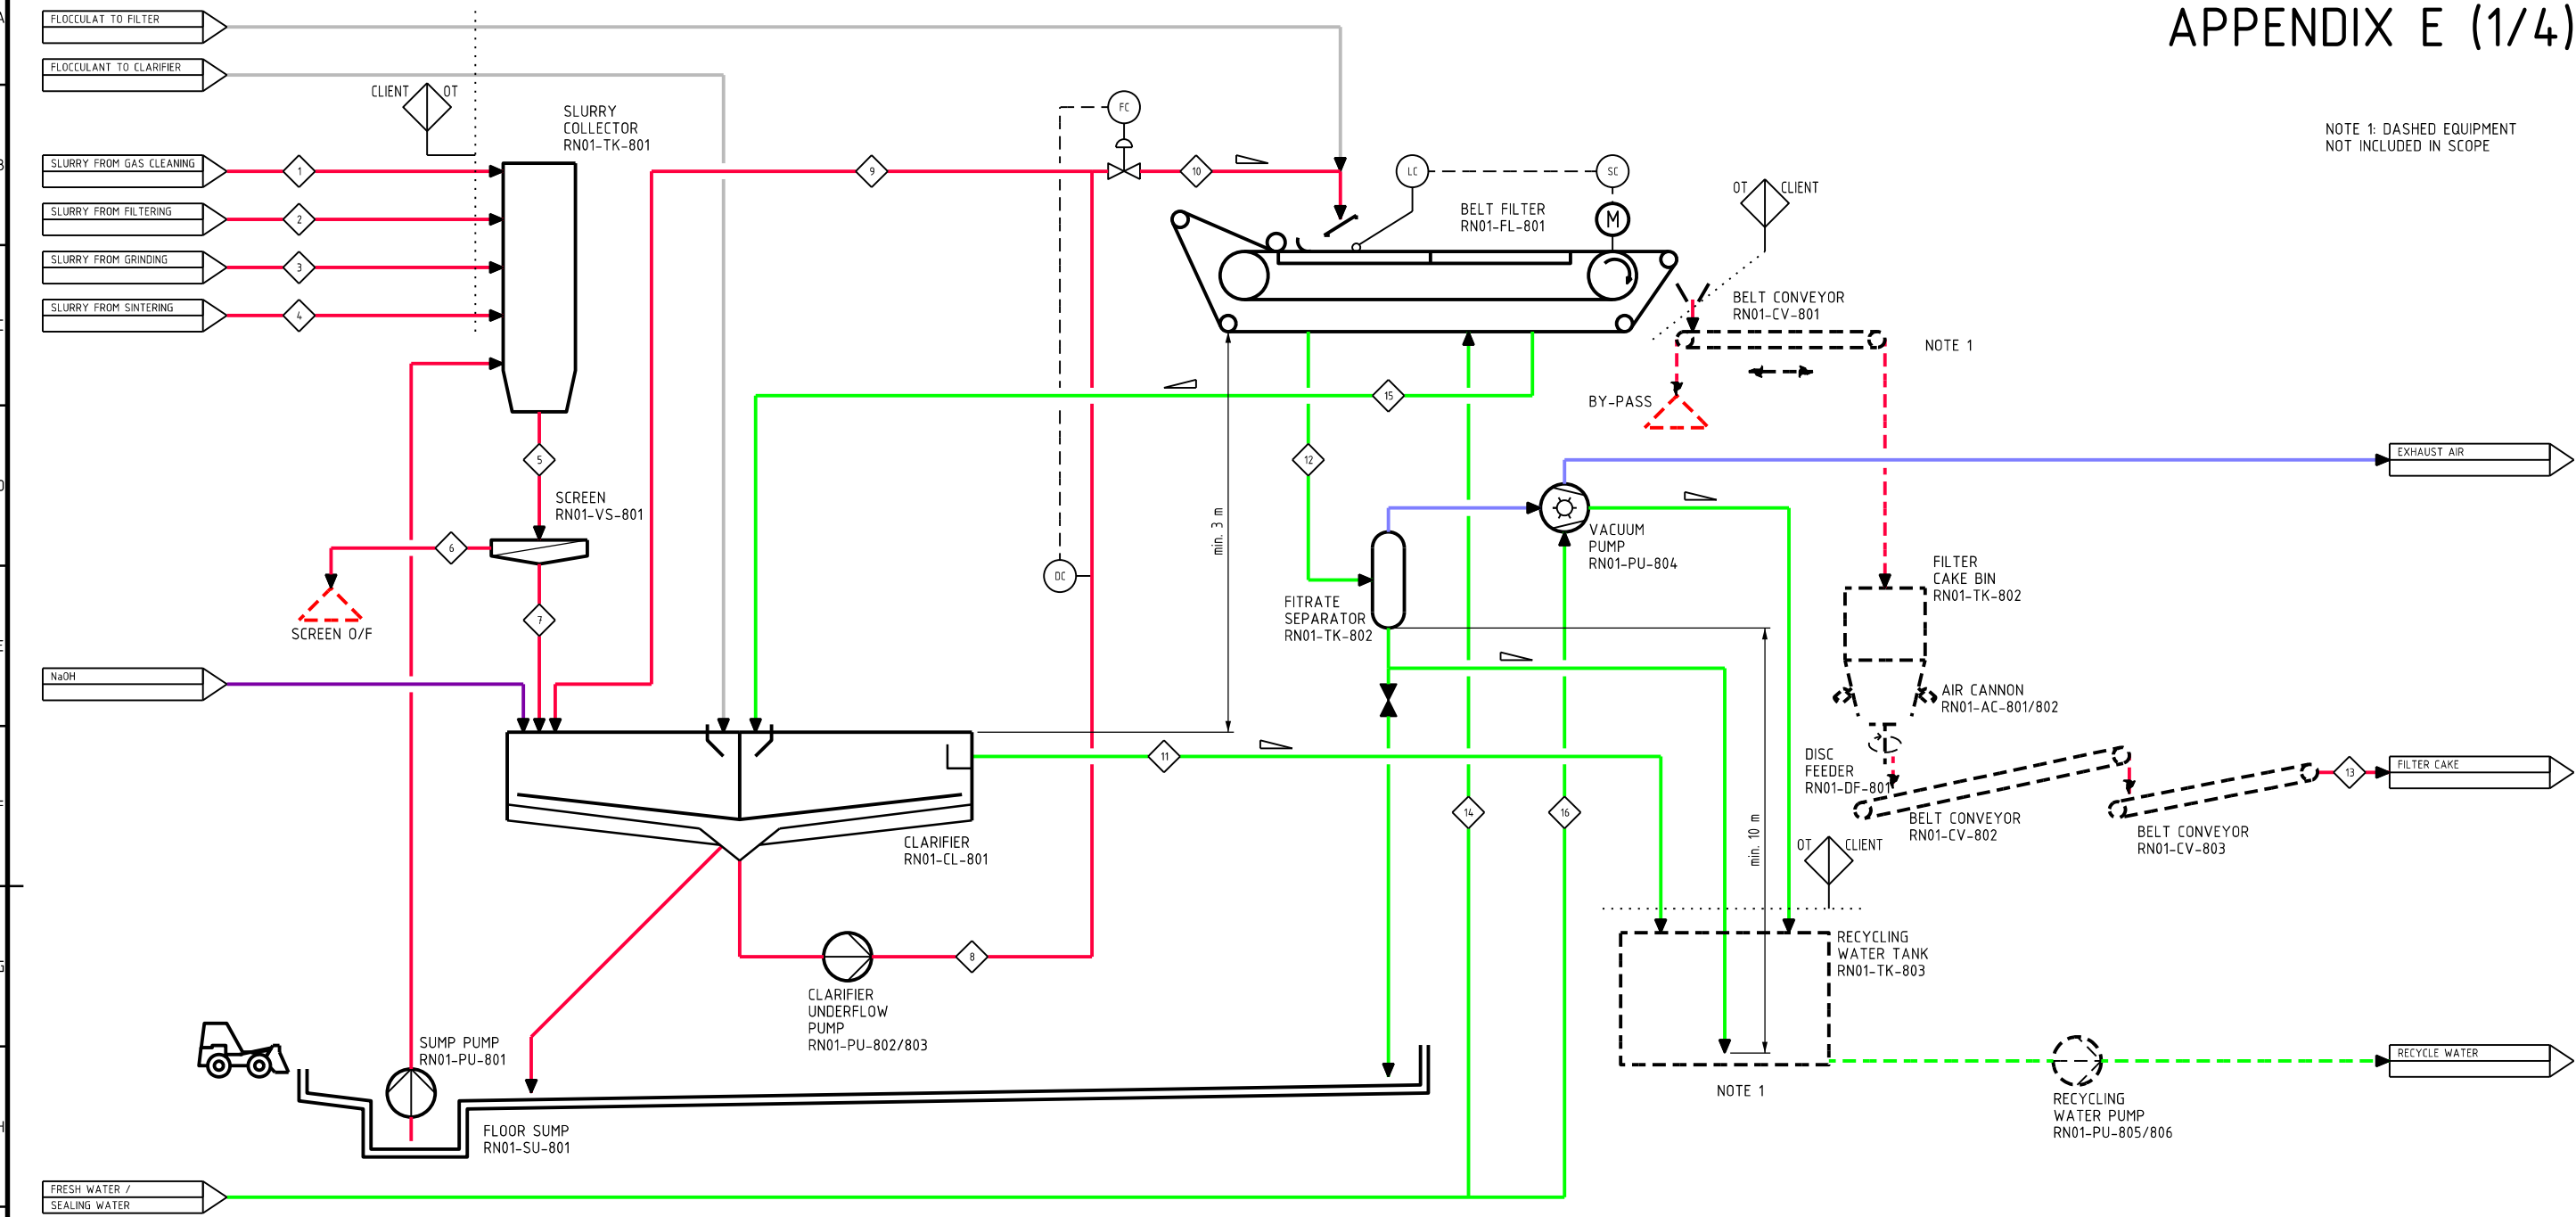 APPENDIX E (1/4)
FLOCCULAT TO FILTER
FLOCCULANT TO CLARIFIER
CLIENT
OT
SLURRY
COLLECTOR
RN01-TK-801
FC
NOTE 1: DASHED EQUIPMENT
NOT INCLUDED IN SCOPE
SLURRY FROM GAS CLEANING
1
9
10
LC
SC
SLURRY FROM FILTERING
2
BELT FILTER
RN01-FL-801
M
OT
CLIENT
SLURRY FROM GRINDING
3
SLURRY FROM SINTERING
4
BELT CONVEYOR
RN01-CV-801
NOTE 1
15
BY-PASS
5
12
EXHAUST AIR
SCREEN
RN01-VS-801
min. 3 m
VACUUM
PUMP
RN01-PU-804
6
DC
FILTER
CAKE BIN
RN01-TK-802
SCREEN O/F
7
FITRATE
SEPARATOR
RN01-TK-802
NaOH
AIR CANNON
RN01-AC-801/802
11
DISC
FEEDER
RN01-DF-801
13
FILTER CAKE
14
16
min. 10 m
BELT CONVEYOR
RN01-CV-802
BELT CONVEYOR
RN01-CV-803
CLARIFIER
RN01-CL-801
OT
CLIENT
8
RECYCLING
WATER TANK
RN01-TK-803
CLARIFIER
UNDERFLOW
PUMP
RN01-PU-802/803
SUMP PUMP
RN01-PU-801
RECYCLE WATER
NOTE 1
RECYCLING
WATER PUMP
RN01-PU-805/806
FLOOR SUMP
RN01-SU-801
FRESH WATER /
SEALING WATER